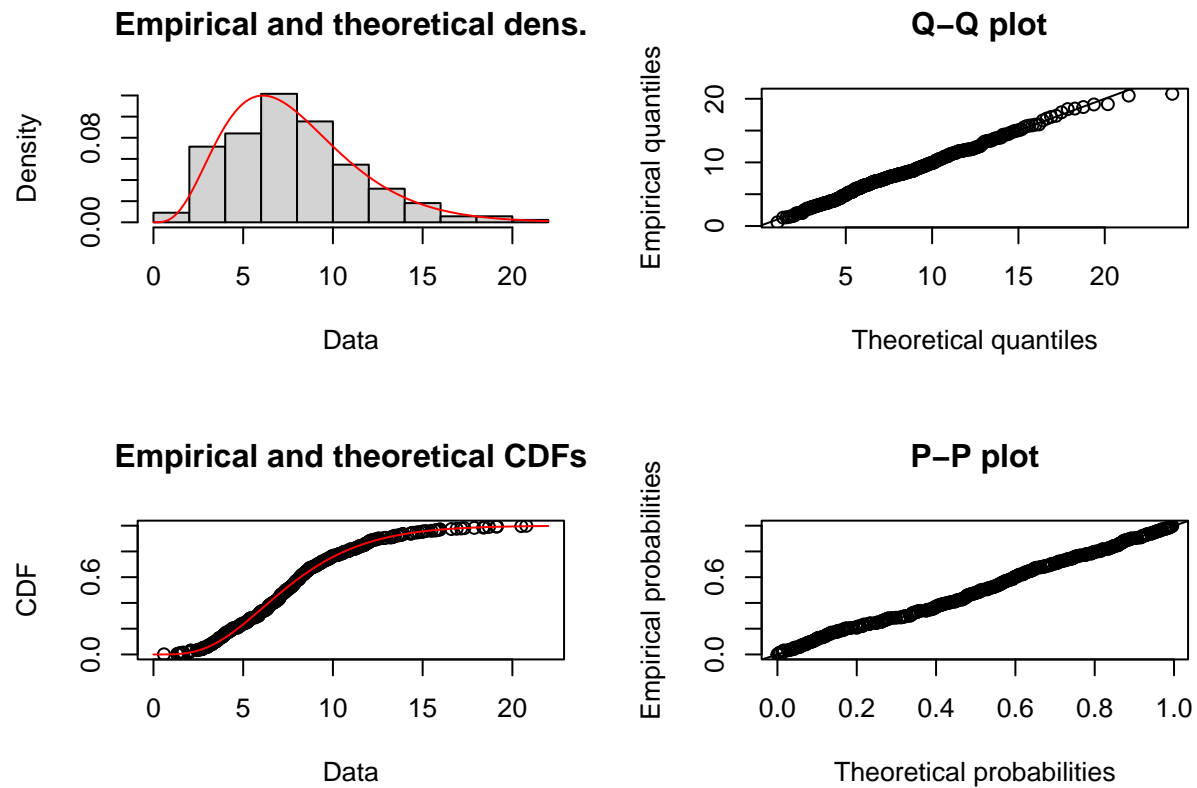 Empirical and theoretical dens.
Density
0.00 0.08
0 5 10 15 20
Data
Q−Q plot
Empirical quantiles
0 10 20
5 10 15 20
Theoretical quantiles
Empirical and theoretical CDFs
CDF
0.0 0.6
0 5 10 15 20
Data
P−P plot
Empirical probabilities
0.0 0.6
0.0 0.2 0.4 0.6 0.8 1.0
Theoretical probabilities